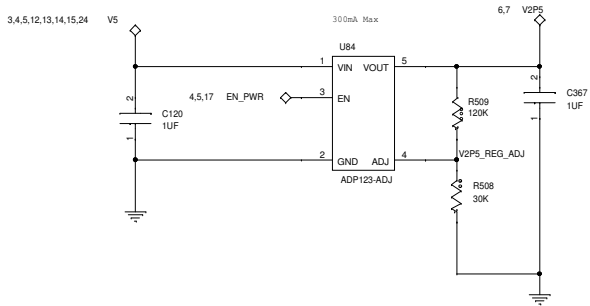 3,4,5,12,13,14,15,24 V5
300mA Max
6,7 V2P5
U84
1 VIN VOUT 5
4,5,17 EN_PWR 3 EN
2 C120 1UF 1
R509 120K
2 C367 1UF 1
2 GND ADJ 4 V2P5_REG_ADJ
ADP123-ADJ
R508 30K